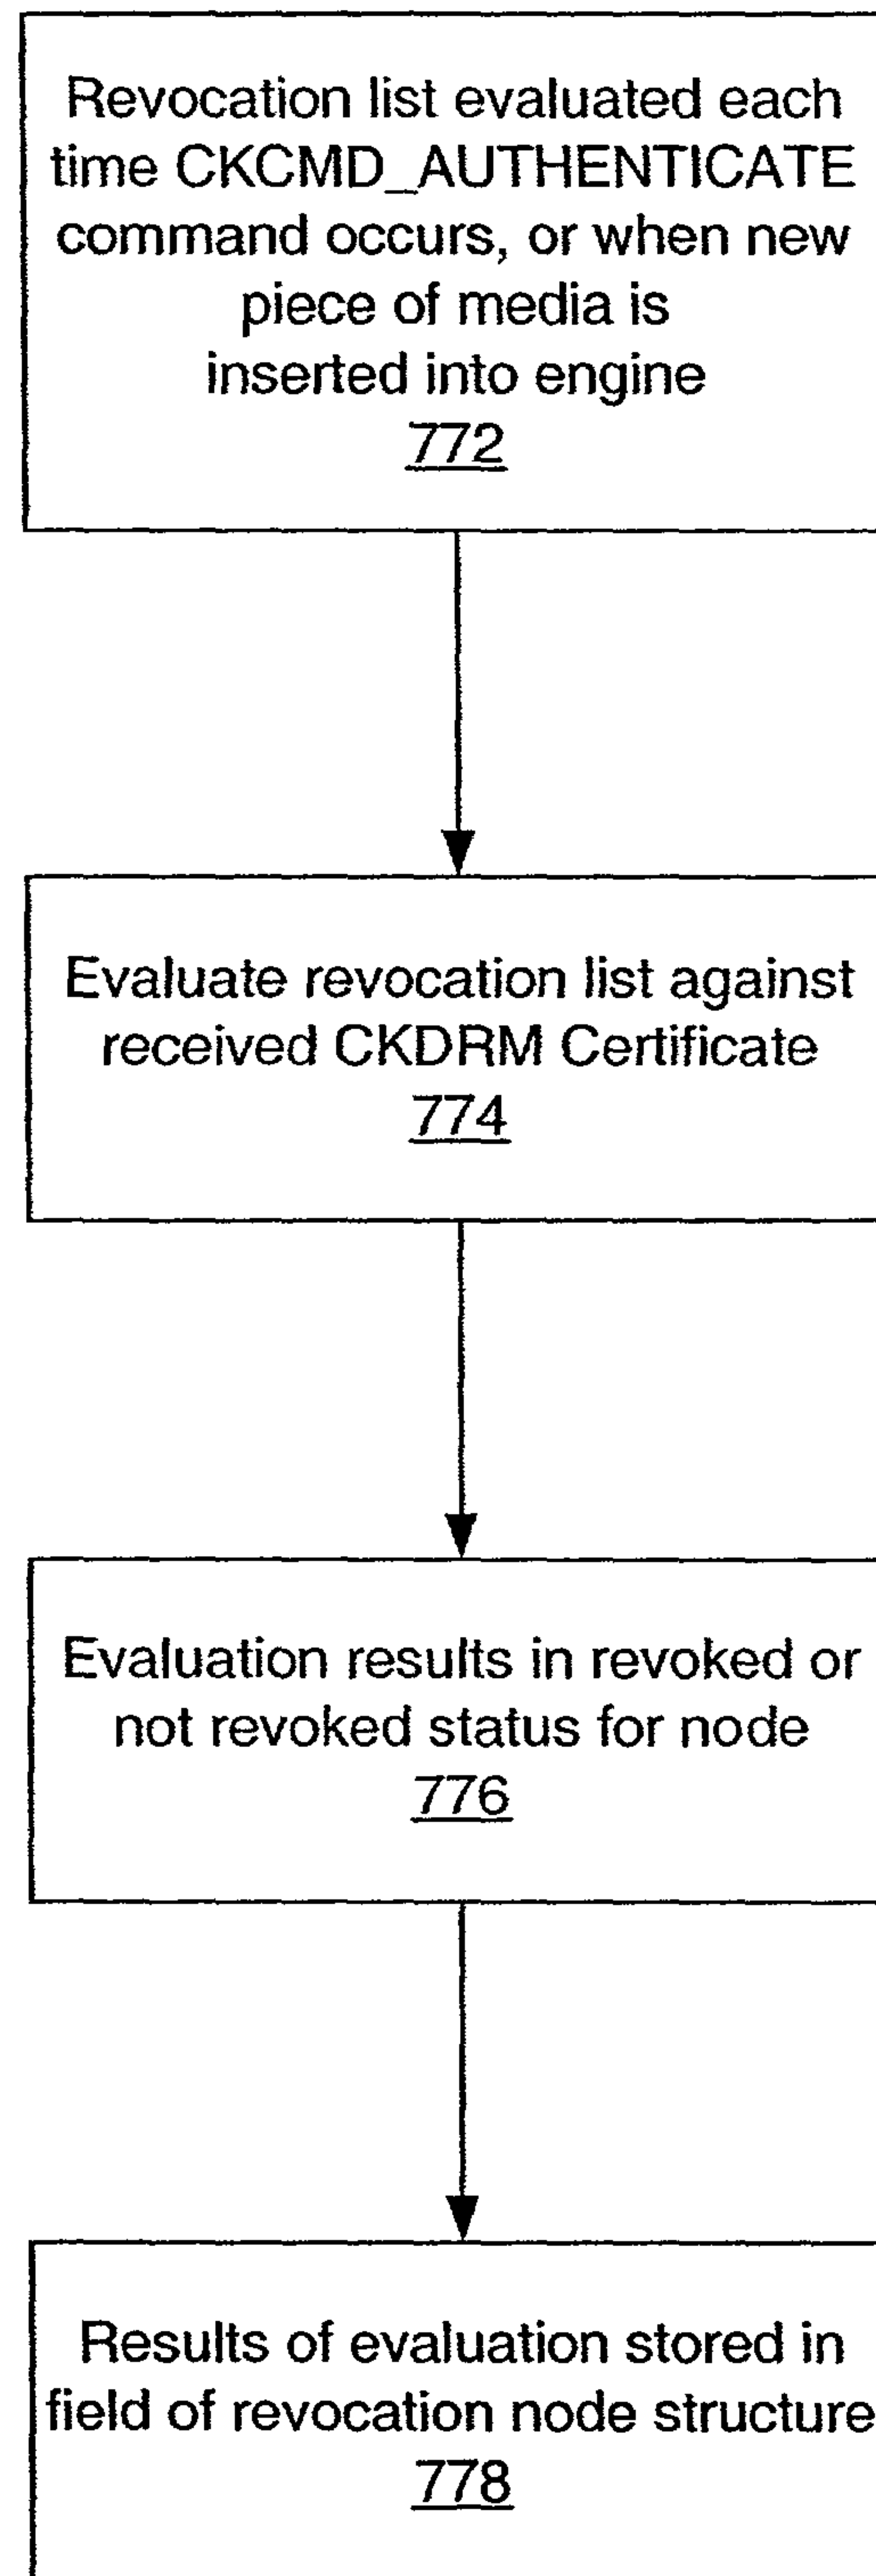 Revocation list evaluated each
time CKCMD_AUTHENTICATE
command occurs, or when new
piece of media is
inserted into engine
772
Evaluate revocation list against
received CKDRM Certificate
774
Evaluation results in revoked or
not revoked status for node
776
Results of evaluation stored in
field of revocation node structure
778